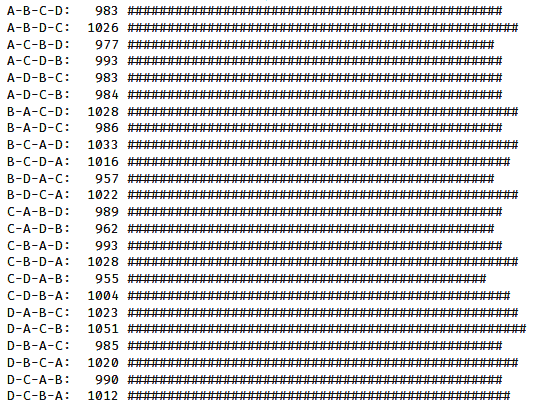 A-B-C-D:   983 ###############################################
A-B-D-C:  1026 #################################################
A-C-B-D:   977 ##############################################
A-C-D-B:   993 ###############################################
A-D-B-C:   983 ###############################################
A-D-C-B:   984 ###############################################
B-A-C-D:  1028 #################################################
B-A-D-C:   986 ###############################################
B-C-A-D:  1033 #################################################
B-C-D-A:  1016 ################################################
B-D-A-C:   957 ##############################################
B-D-C-A:  1022 #################################################
C-A-B-D:   989 ###############################################
C-A-D-B:   962 ##############################################
C-B-A-D:   993 ###############################################
C-B-D-A:  1028 #################################################
C-D-A-B:   955 #############################################
C-D-B-A:  1004 ################################################
D-A-B-C:  1023 #################################################
D-A-C-B:  1051 ##################################################
D-B-A-C:   985 ###############################################
D-B-C-A:  1020 #################################################
D-C-A-B:   990 ###############################################
D-C-B-A:  1012 ################################################